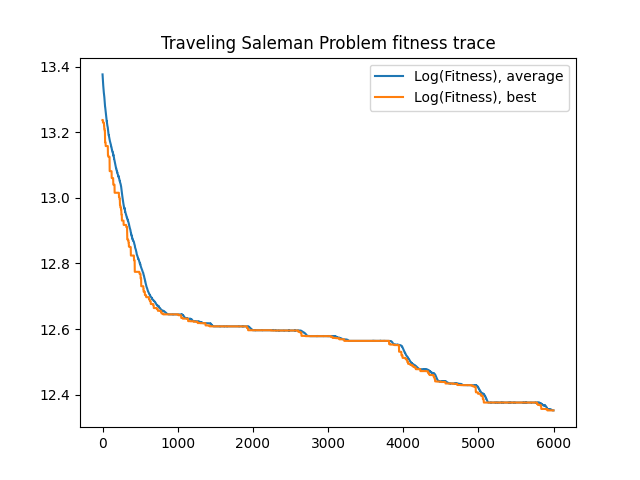 Traveling Saleman Problem fitness trace
Log(Fitness), average
Log(Fitness), best
13.4
13.2
13.0
12.8
12.6
12.4
0 1000 2000 3000 4000 5000 6000